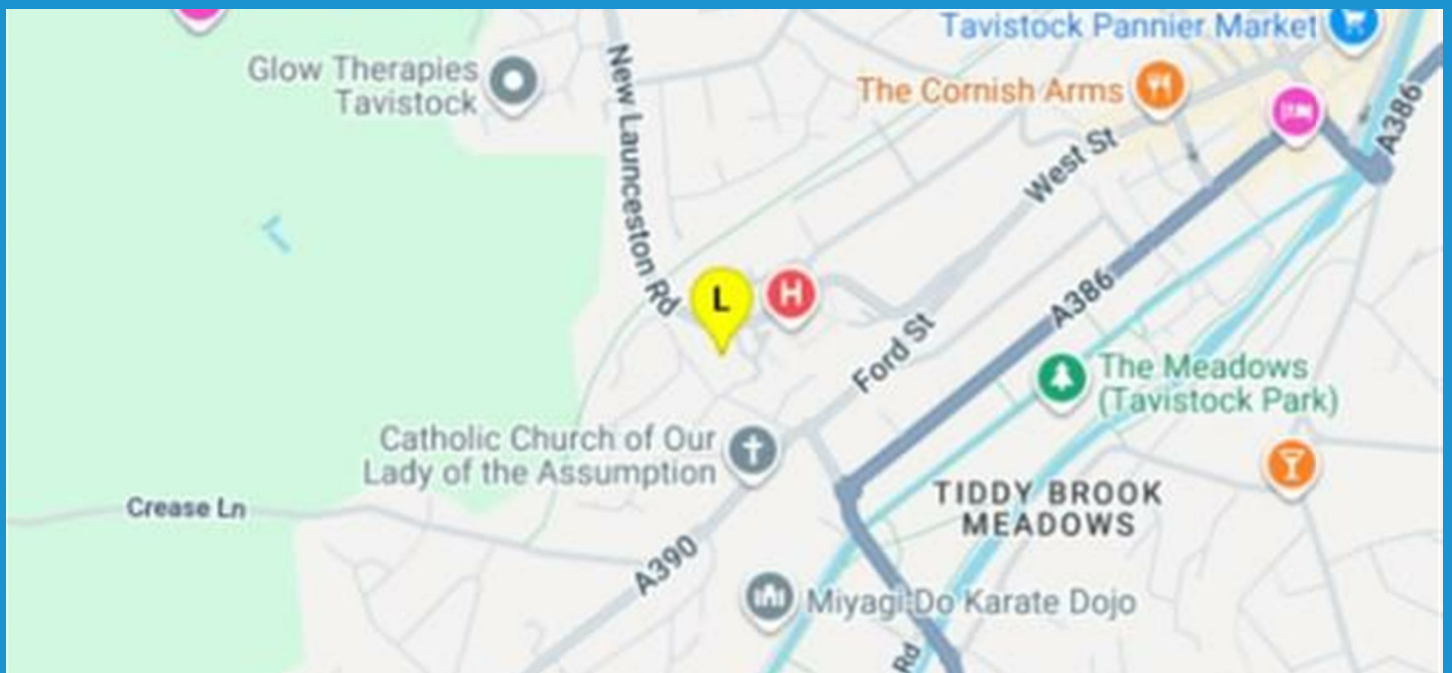 Tavistock Pannier Market
Glow Therapies
Tavistock
The Cornish Arms
A386
New Launceston Rd
West St
L
H
A386
Ford St
The Meadows
(Tavistock Park)
Catholic Church of Our
Lady of the Assumption
TIDDY BROOK
MEADOWS
Crease Ln
A390
Miyagi-Do Karate Dojo
Rd